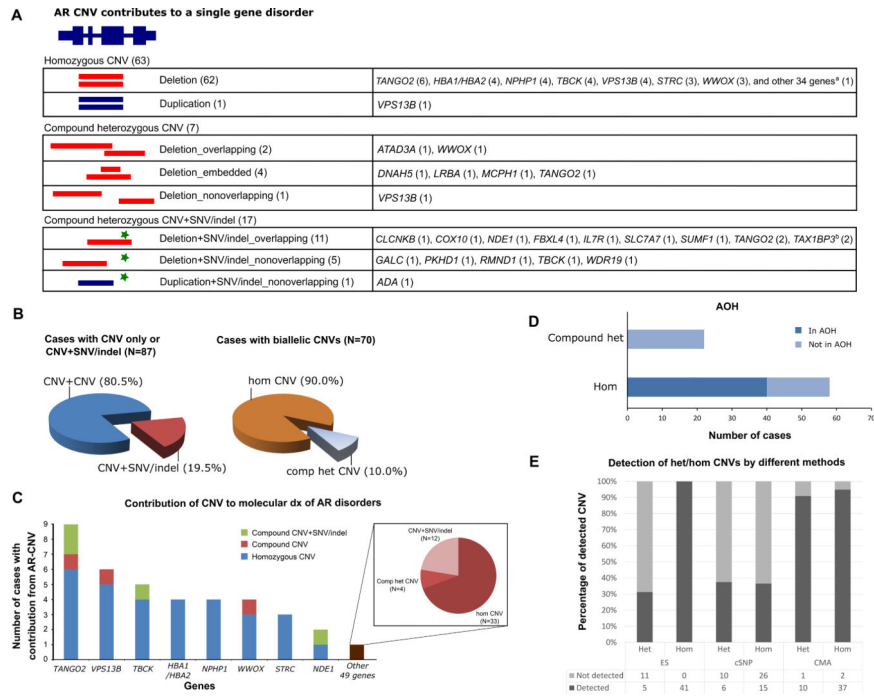 A
AR CNV contributes to a single gene disorder
Homozygous CNV (63)
Deletion (62) TANGO2 (6), HBA1/HBA2 (4), NPHP1 (4), TBCK (4), VPS13B (4), STRC (3), WWOX (3), and other 34 genesᵃ (1)
Duplication (1) VPS13B (1)
Compound heterozygous CNV (7)
Deletion_overlapping (2) ATAD3A (1), WWOX (1)
Deletion_embedded (4) DNAH5 (1), LRBA (1), MCPH1 (1), TANGO2 (1)
Deletion_nonoverlapping (1) VPS13B (1)
Compound heterozygous CNV+SNV/indel (17)
Deletion+SNV/indel_overlapping (11) CLCNKB (1), COX10 (1), NDE1 (1), FBXL4 (1), IL7R (1), SLC7A7 (1), SUMF1 (1), TANGO2 (2), TAX1BP3ᵇ (2)
Deletion+SNV/indel_nonoverlapping (5) GALC (1), PKHD1 (1), RMND1 (1), TBCK (1), WDR19 (1)
Duplication+SNV/indel_nonoverlapping (1) ADA (1)
B
Cases with CNV only or
CNV+SNV/indel (N=87)
CNV+CNV (80.5%)
CNV+SNV/indel (19.5%)
Cases with biallelic CNVs (N=70)
hom CNV (90.0%)
comp het CNV (10.0%)
C
Contribution of CNV to molecular dx of AR disorders
Number of cases with
contribution from AR-CNV
9
8
7
6
5
4
3
2
1
0
Compound CNV+SNV/indel
Compound CNV
Homozygous CNV
TANGO2 VPS13B TBCK HBA1 /HBA2 NPHP1 WWOX STRC NDE1 Other 49 genes
Genes
CNV+SNV/indel
(N=12)
Comp het CNV
(N=4)
hom CNV
(N=33)
D
AOH
In AOH
Not in AOH
Compound het
Hom
0 10 20 30 40 50 60 70
Number of cases
E
Detection of het/hom CNVs by different methods
Percentage of detected CNV
100%
90%
80%
70%
60%
50%
40%
30%
20%
10%
0%
Het Hom Het Hom Het Hom
ES cSNP CMA
Not detected 11 0 10 26 1 2
Detected 5 41 6 15 10 37